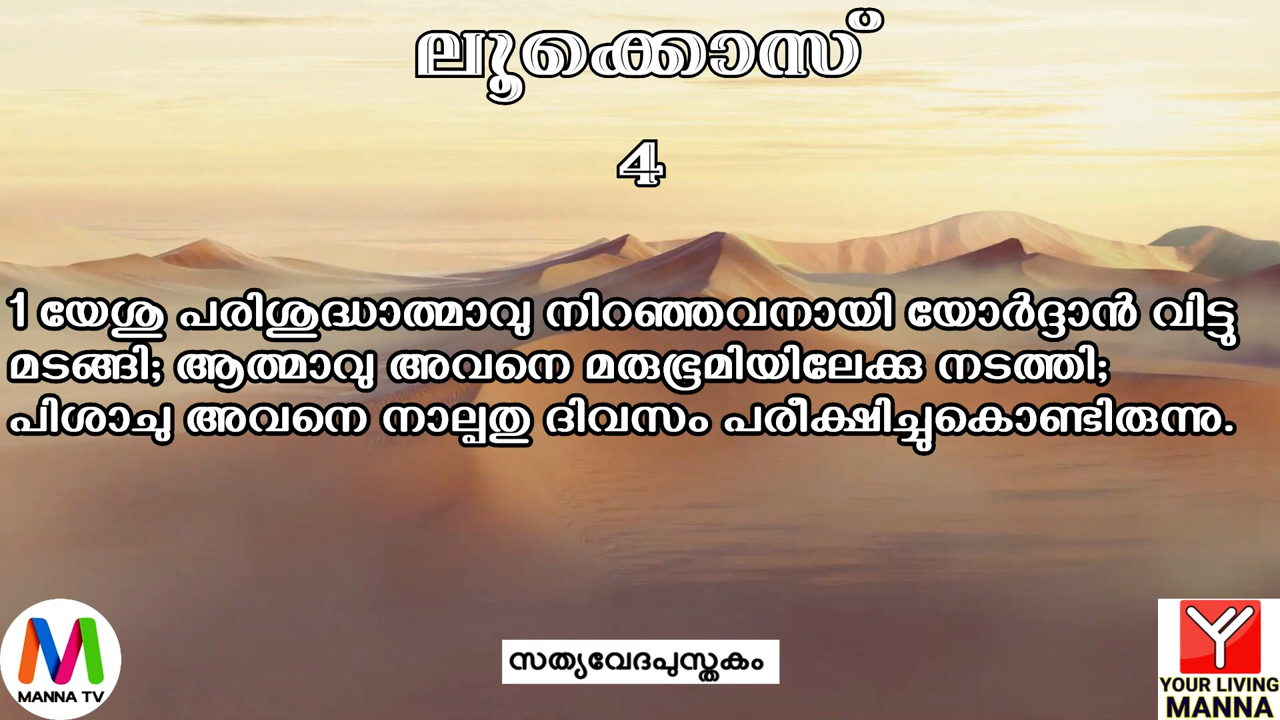 ലൂക്കൊസ്
4
1 യേശു പരിശുദ്ധാത്മാവു നിറഞ്ഞവനായി യോർദ്ദാൻ വിട്ടു
മടങ്ങി; ആത്മാവു അവനെ മരുഭൂമിയിലേക്കു നടത്തി;
പിശാചു അവനെ നാല്പതു ദിവസം പരീക്ഷിച്ചുകൊണ്ടിരുന്നു.
MANNA TV
സത്യവേദപുസ്തകം
YOUR LIVING
MANNA